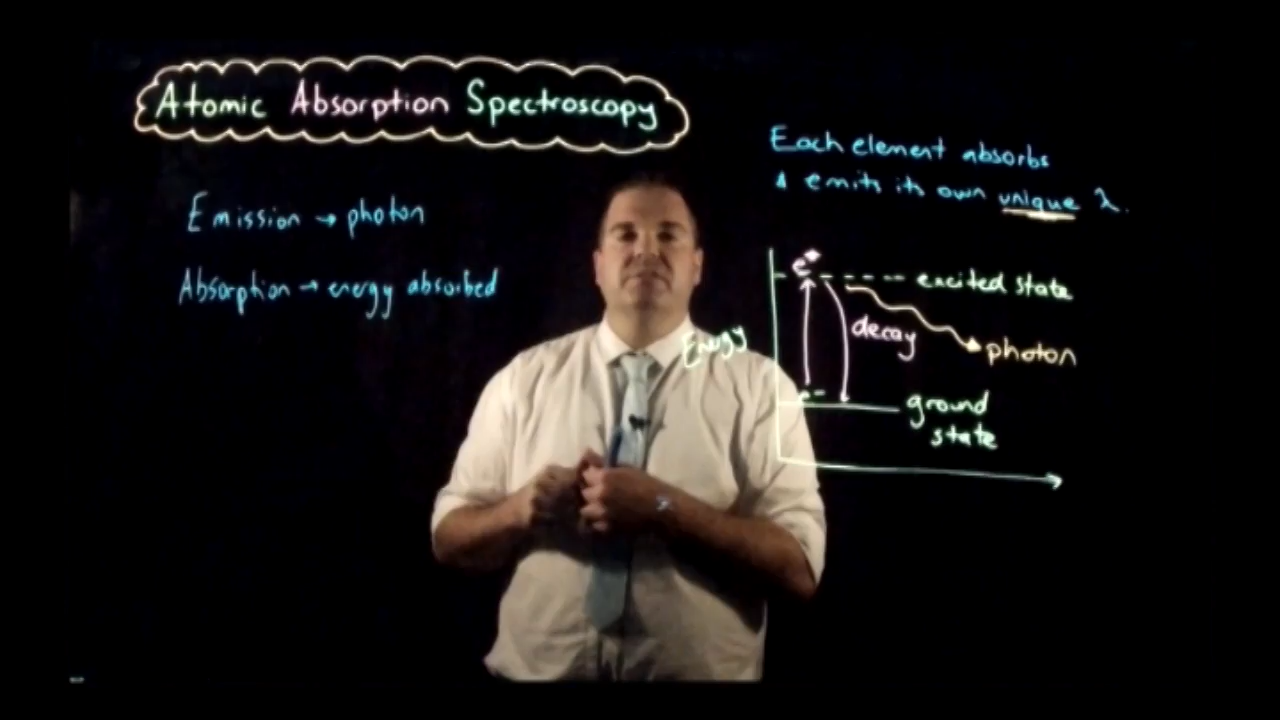 Atomic Absorption Spectroscopy
Emission → photon
Absorption → energy absorbed
Each element absorbs
& emits its own unique λ.
e*
excited state
Energy
decay
photon
e-
ground
state